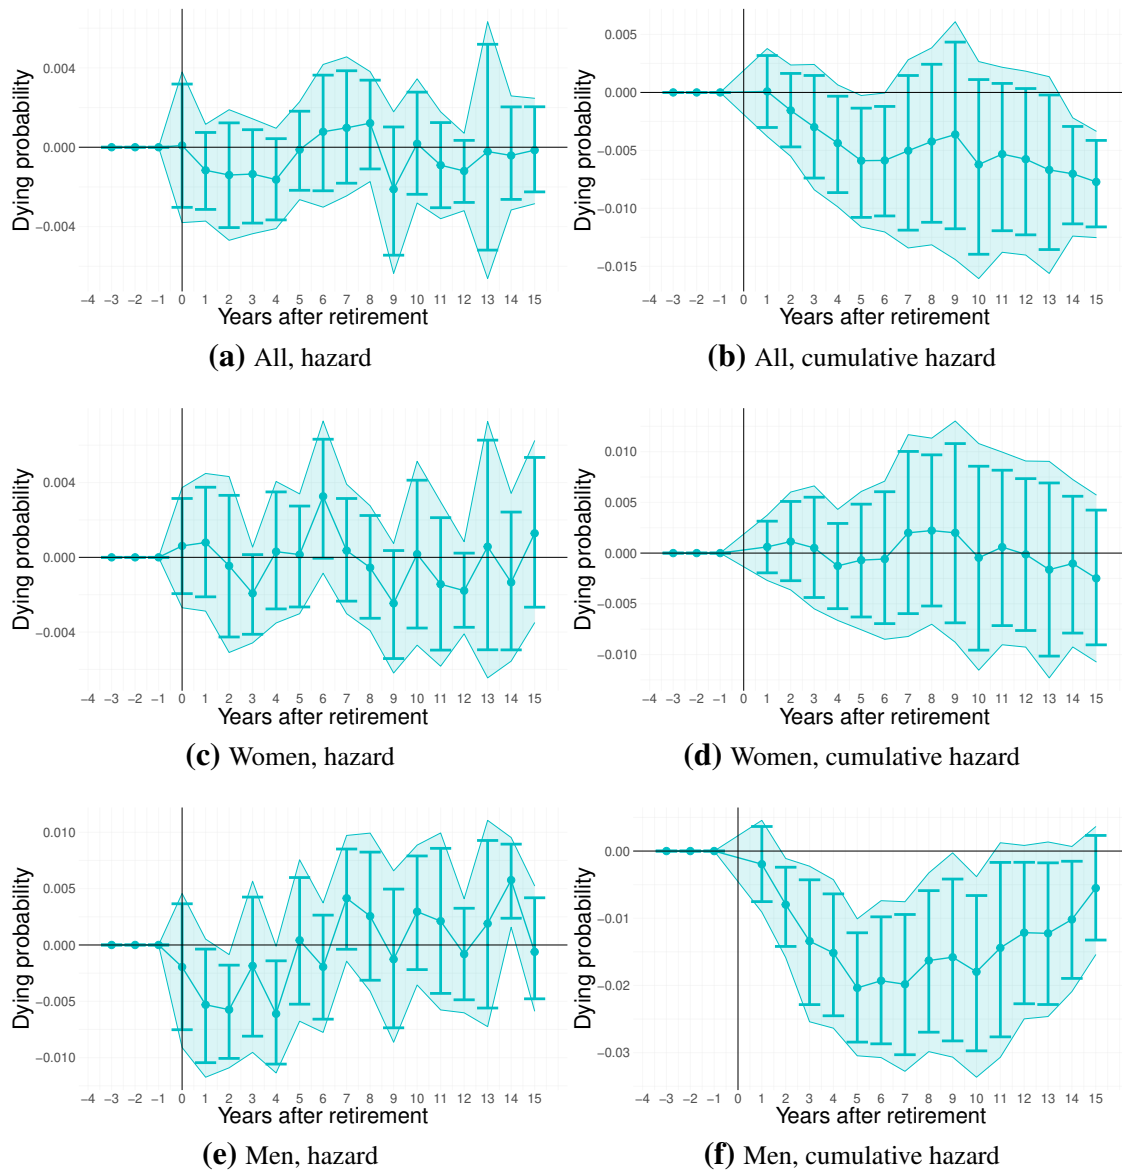 Dying probability
0.004
0.000
−0.004
−4 −3 −2 −1 0 1 2 3 4 5 6 7 8 9 10 11 12 13 14 15
Years after retirement
(a) All, hazard
Dying probability
0.005
0.000
−0.005
−0.010
−0.015
−4 −3 −2 −1 0 1 2 3 4 5 6 7 8 9 10 11 12 13 14 15
Years after retirement
(b) All, cumulative hazard
Dying probability
0.004
0.000
−0.004
−4 −3 −2 −1 0 1 2 3 4 5 6 7 8 9 10 11 12 13 14 15
Years after retirement
(c) Women, hazard
Dying probability
0.010
0.005
0.000
−0.005
−0.010
−4 −3 −2 −1 0 1 2 3 4 5 6 7 8 9 10 11 12 13 14 15
Years after retirement
(d) Women, cumulative hazard
Dying probability
0.010
0.005
0.000
−0.005
−0.010
−4 −3 −2 −1 0 1 2 3 4 5 6 7 8 9 10 11 12 13 14 15
Years after retirement
(e) Men, hazard
Dying probability
0.00
−0.01
−0.02
−0.03
−4 −3 −2 −1 0 1 2 3 4 5 6 7 8 9 10 11 12 13 14 15
Years after retirement
(f) Men, cumulative hazard